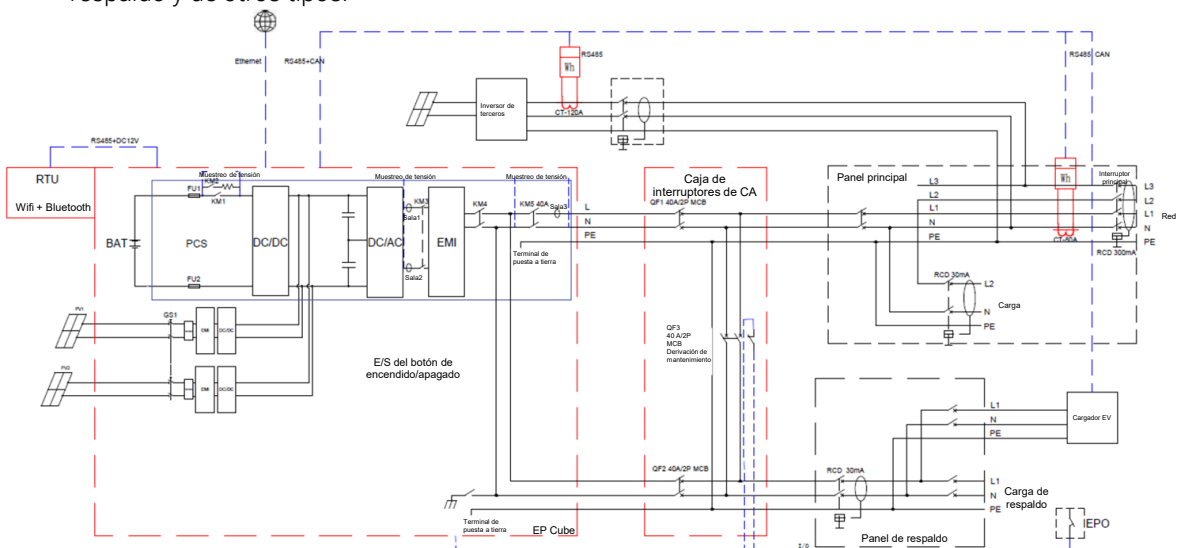 respaldo y de otros tipos.
Ethernet
RS485+CAN
RS485
RS485
CAN
Wh
CT-120A
Inversor de
terceros
RS485+DC12V
RTU
Wifi + Bluetooth
Muestreo de tensión
KM2
KM1
FU1
BAT
PCS
FU2
DC/DC
Muestreo de tensión
KM3
Sala1
Sala2
DC/AC
EMI
Muestreo de tensión
KM4
KM5 40A
Sala3
L
N
PE
Terminal de
puesta a tierra
Caja de
interruptores de CA
QF1 40A/2P MCB
Panel principal
L3
L2
L1
N
PE
Wh
CT-80A
Interruptor
principal
L3
L2
L1
N
PE
Red
RCD 300mA
RCD 30mA
L2
N
PE
Carga
PV1
GS1
EMI
DC/DC
PV2
EMI
DC/DC
E/S del botón de
encendido/apagado
QF3
40 A/2P
MCB
Derivación de
mantenimiento
QF2 40A/2P MCB
Terminal de
puesta a tierra
EP Cube
RCD 30mA
L1
N
PE
Cargador EV
L1
N
PE
Carga de
respaldo
Panel de respaldo
I/O
EPO